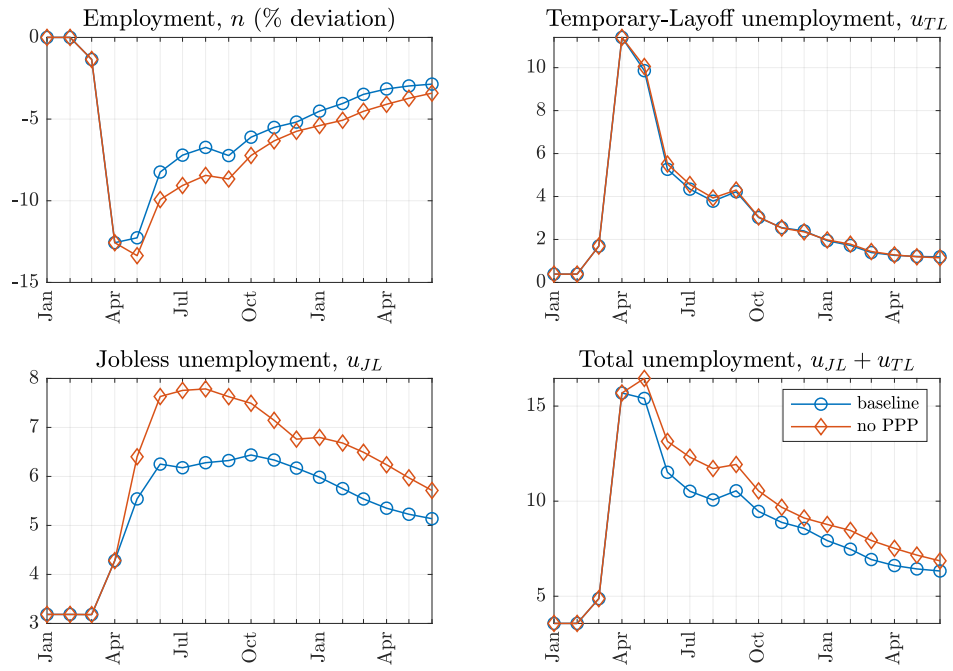 Employment, n (% deviation)
0
-5
-10
-15
Jan
Apr
Jul
Oct
Jan
Apr
Temporary-Layoff unemployment, u_TL
10
8
6
4
2
0
Jan
Apr
Jul
Oct
Jan
Apr
Jobless unemployment, u_JL
8
7
6
5
4
3
Jan
Apr
Jul
Oct
Jan
Apr
Total unemployment, u_JL + u_TL
15
10
5
baseline
no PPP
Jan
Apr
Jul
Oct
Jan
Apr